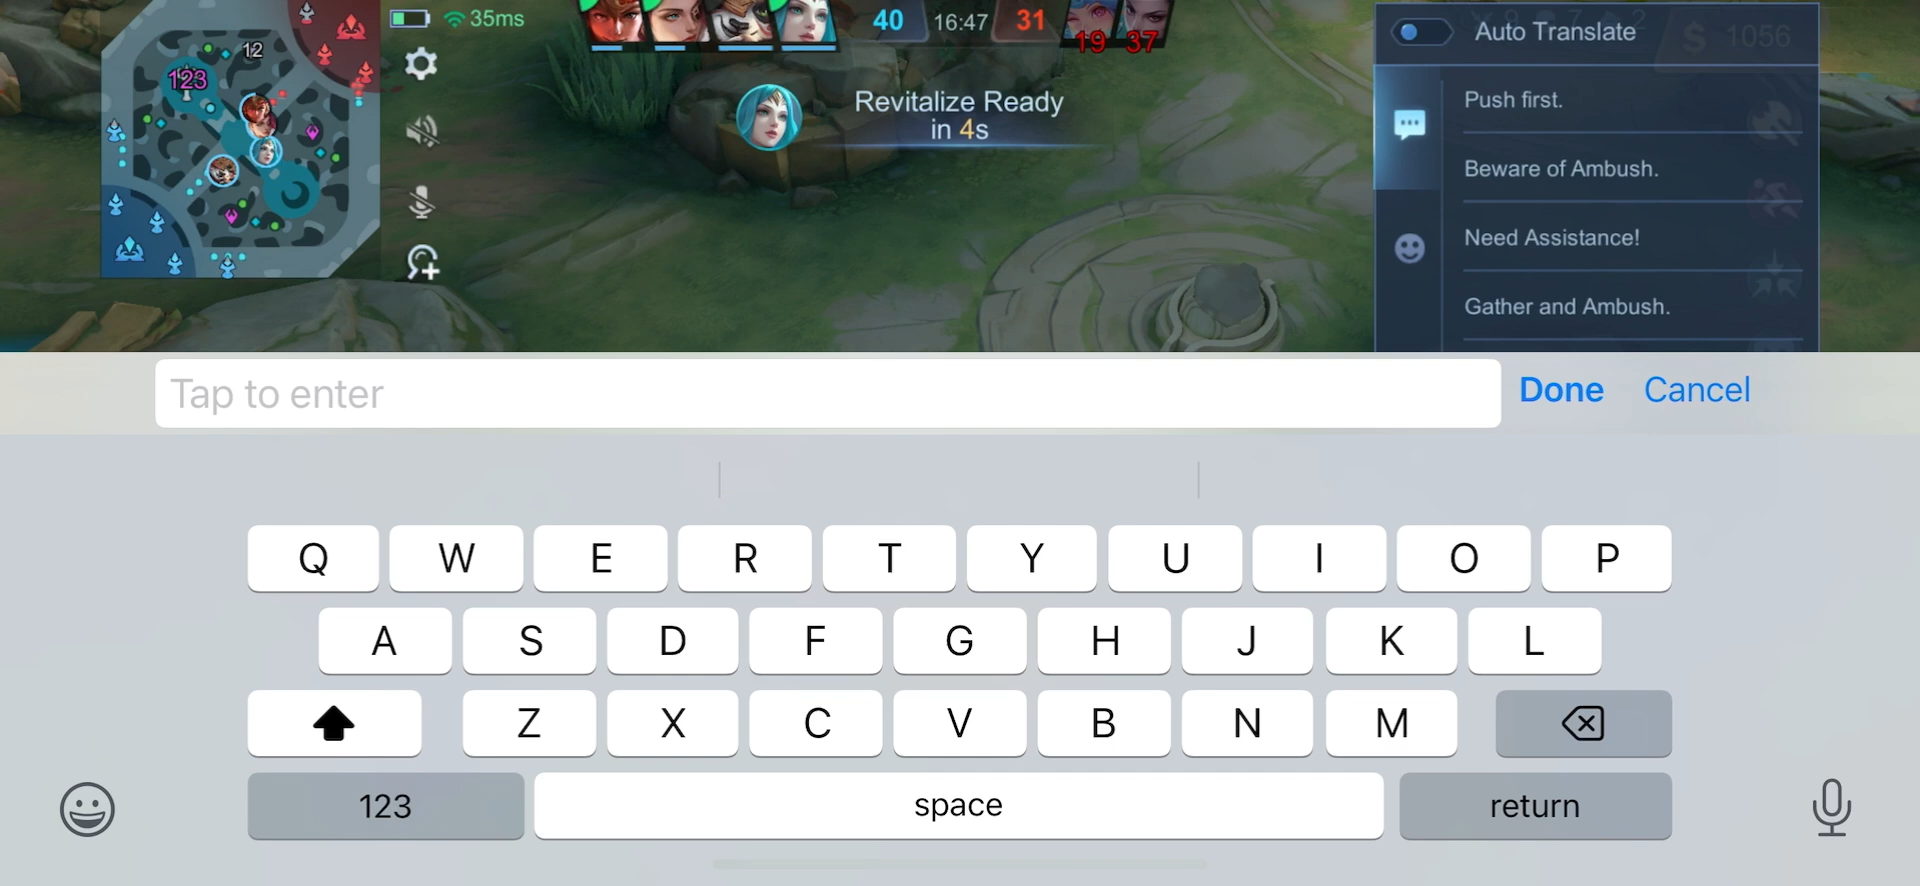 35ms
40
16:47
31
19
37
12
123
Revitalize Ready
in 4s
Auto Translate
$ 1056
Push first.
Beware of Ambush.
Need Assistance!
Gather and Ambush.
Tap to enter
Done
Cancel
Q W E R T Y U I O P
A S D F G H J K L
Z X C V B N M
123
space
return